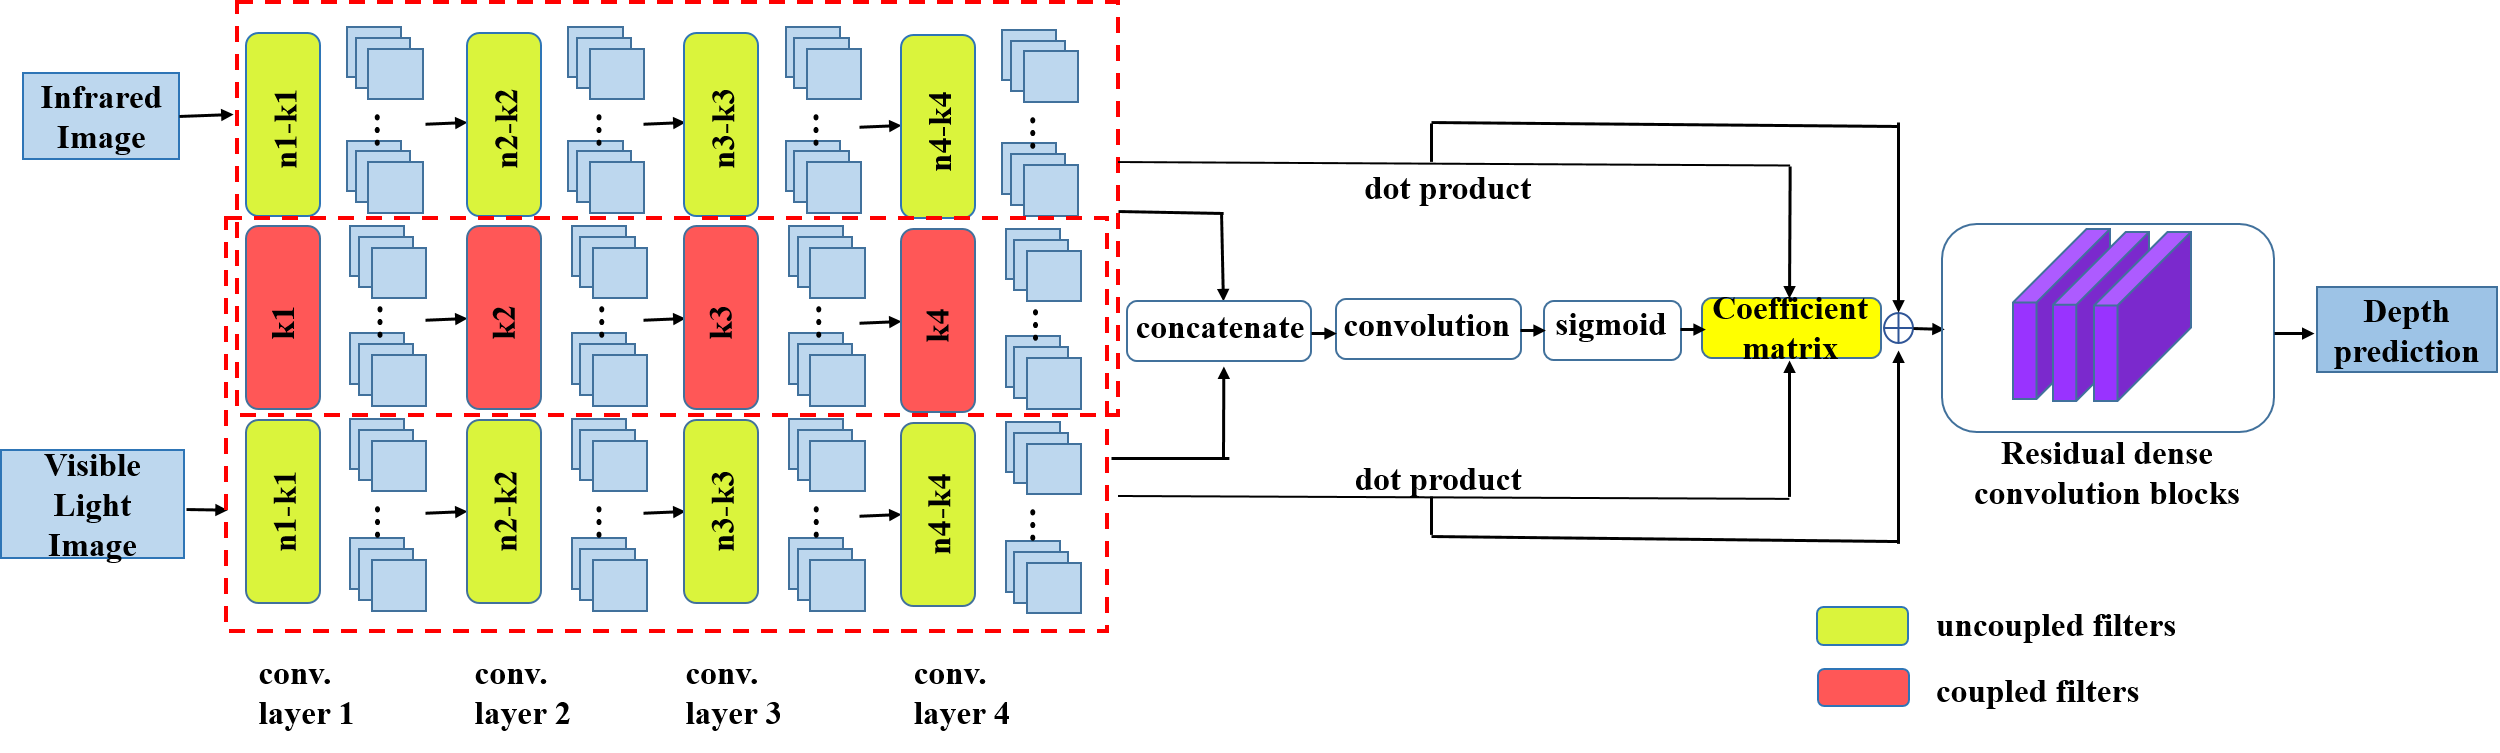 Infrared
Image
n1-k1
n2-k2
n3-k3
n4-k4
dot product
k1
k2
k3
k4
concatenate
convolution
sigmoid
Coefficient
matrix
Depth
prediction
Visible
Light
Image
n1-k1
n2-k2
n3-k3
n4-k4
dot product
Residual dense
convolution blocks
uncoupled filters
coupled filters
conv.
layer 1
conv.
layer 2
conv.
layer 3
conv.
layer 4